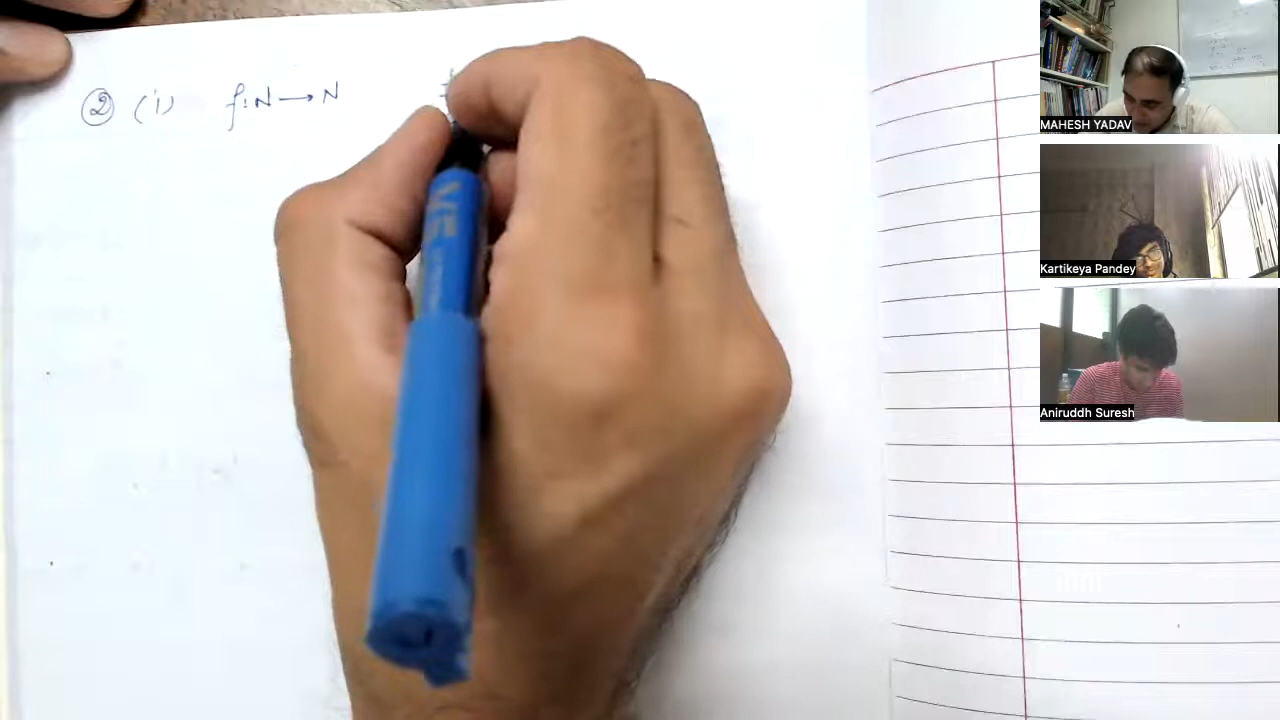 ② (i) f: N → N
MAHESH YADAV
Kartikeya Pandey
Aniruddh Suresh